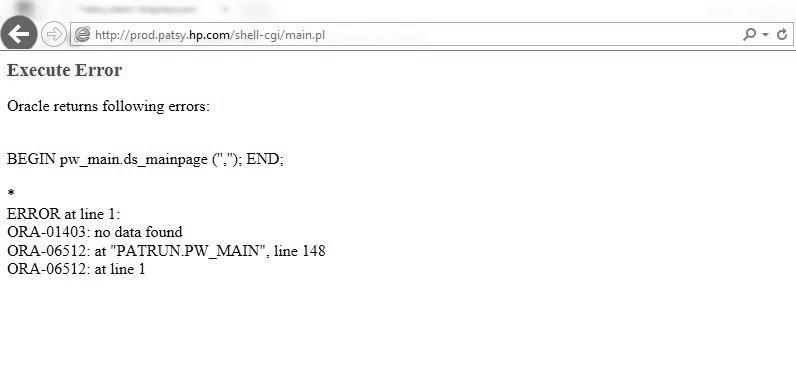 http://prod.patsy.hp.com/shell-cgi/main.pl
Execute Error
Oracle returns following errors:
BEGIN pw_main.ds_mainpage ('',''); END;
*
ERROR at line 1:
ORA-01403: no data found
ORA-06512: at "PATRUN.PW_MAIN", line 148
ORA-06512: at line 1